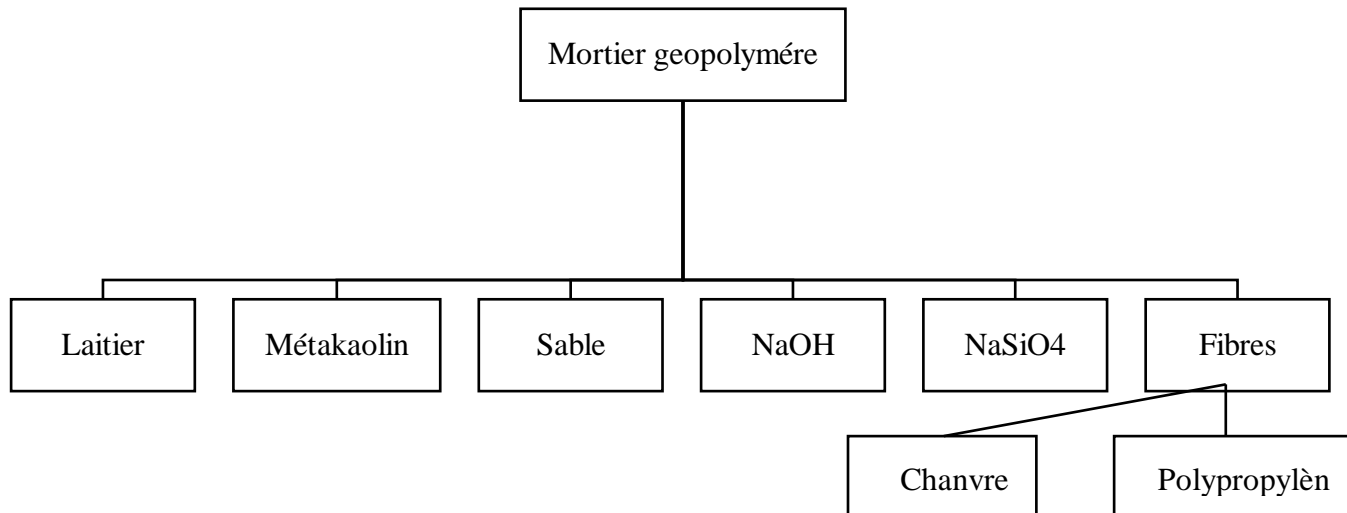 Mortier geopolymére
Laitier
Métakaolin
Sable
NaOH
NaSiO4
Fibres
Chanvre
Polypropylèn